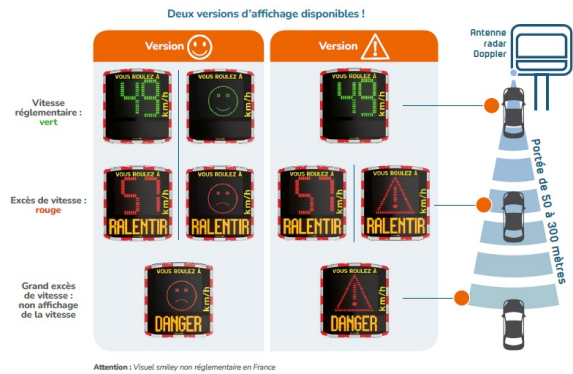 Deux versions d'affichage disponibles !
Version
Version
Antenne
radar
Doppler
Vitesse
réglementaire :
vert
VOUS ROULEZ À
49
km/h
VOUS ROULEZ À
km/h
VOUS ROULEZ À
49
km/h
Excès de vitesse :
rouge
VOUS ROULEZ À
57
km/h
RALENTIR
VOUS ROULEZ À
km/h
RALENTIR
VOUS ROULEZ À
57
km/h
RALENTIR
VOUS ROULEZ À
km/h
RALENTIR
Portée de 50 à 300 mètres
Grand excès
de vitesse :
non affichage
de la vitesse
VOUS ROULEZ À
km/h
DANGER
VOUS ROULEZ À
km/h
DANGER
Attention : Visuel smiley non réglementaire en France